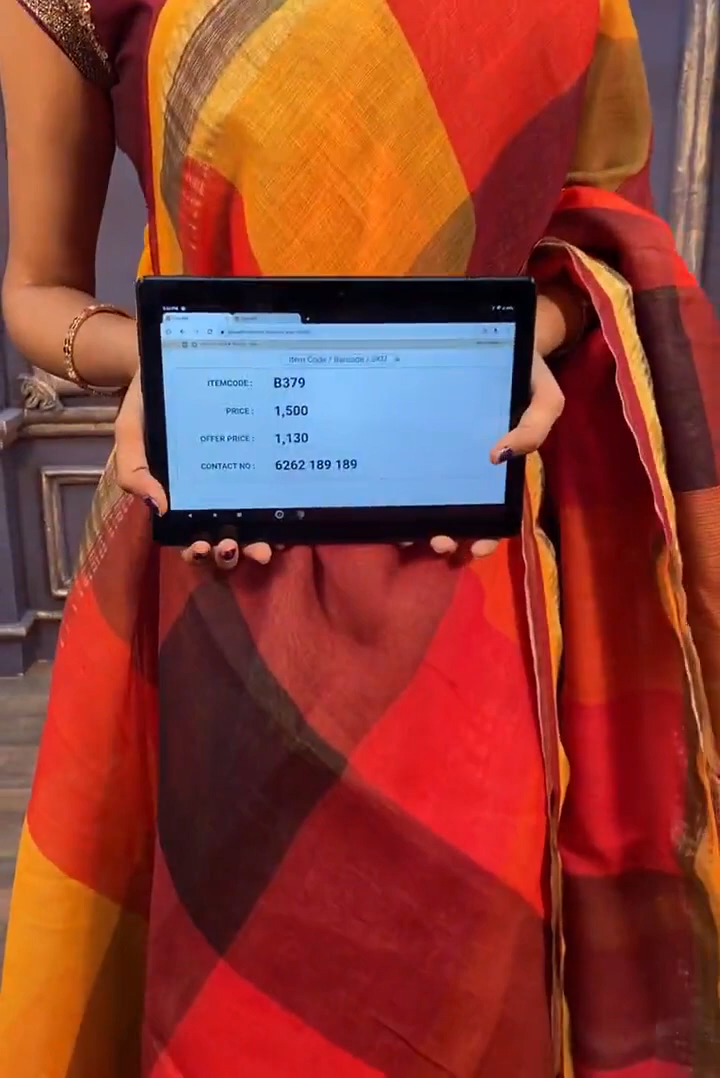 Item Code / Barcode / SKU
ITEMCODE : B379
PRICE : 1,500
OFFER PRICE : 1,130
CONTACT NO : 6262 189 189